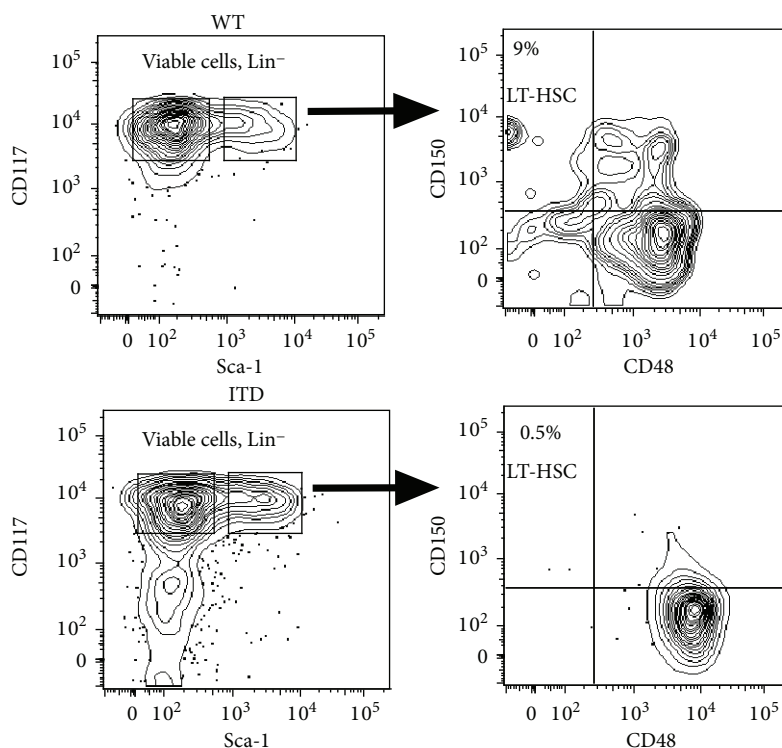 WT
Viable cells, Lin⁻
10⁵
10⁴
10³
10²
0
CD117
0 10² 10³ 10⁴ 10⁵
Sca-1
9%
LT-HSC
10⁵
10⁴
10³
10²
0
CD150
0 10² 10³ 10⁴ 10⁵
CD48
ITD
Viable cells, Lin⁻
10⁵
10⁴
10³
10²
0
CD117
0 10² 10³ 10⁴ 10⁵
Sca-1
0.5%
LT-HSC
10⁵
10⁴
10³
10²
0
CD150
0 10² 10³ 10⁴ 10⁵
CD48